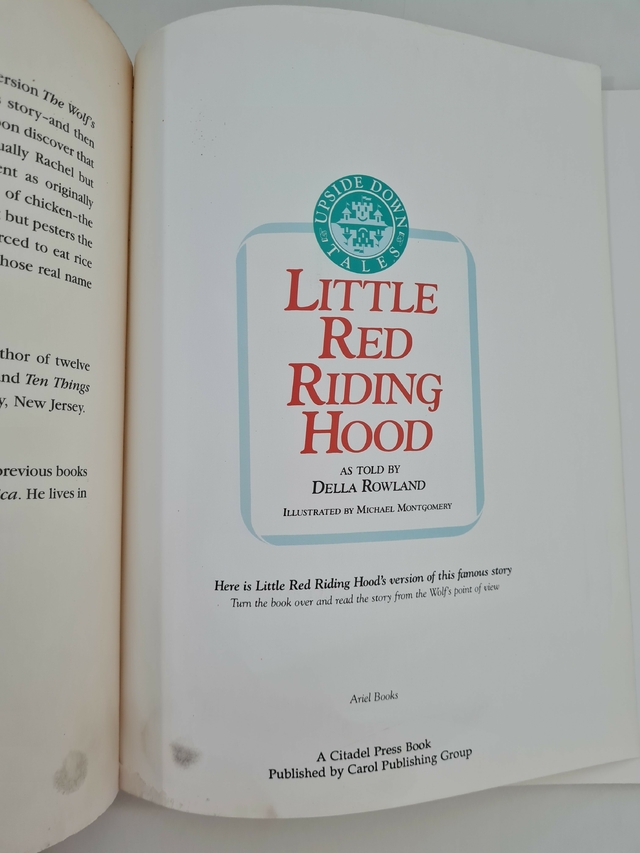 ersion The Wolf's
story–and then
on discover that
ually Rachel but
ent as originally
of chicken–the
but pesters the
rced to eat rice
hose real name
thor of twelve
nd Ten Things
y, New Jersey.
previous books
ca. He lives in
UPSIDE DOWN
TALES
LITTLE
RED
RIDING
HOOD
AS TOLD BY
DELLA ROWLAND
ILLUSTRATED BY MICHAEL MONTGOMERY
Here is Little Red Riding Hood's version of this famous story
Turn the book over and read the story from the Wolf's point of view
Ariel Books
A Citadel Press Book
Published by Carol Publishing Group